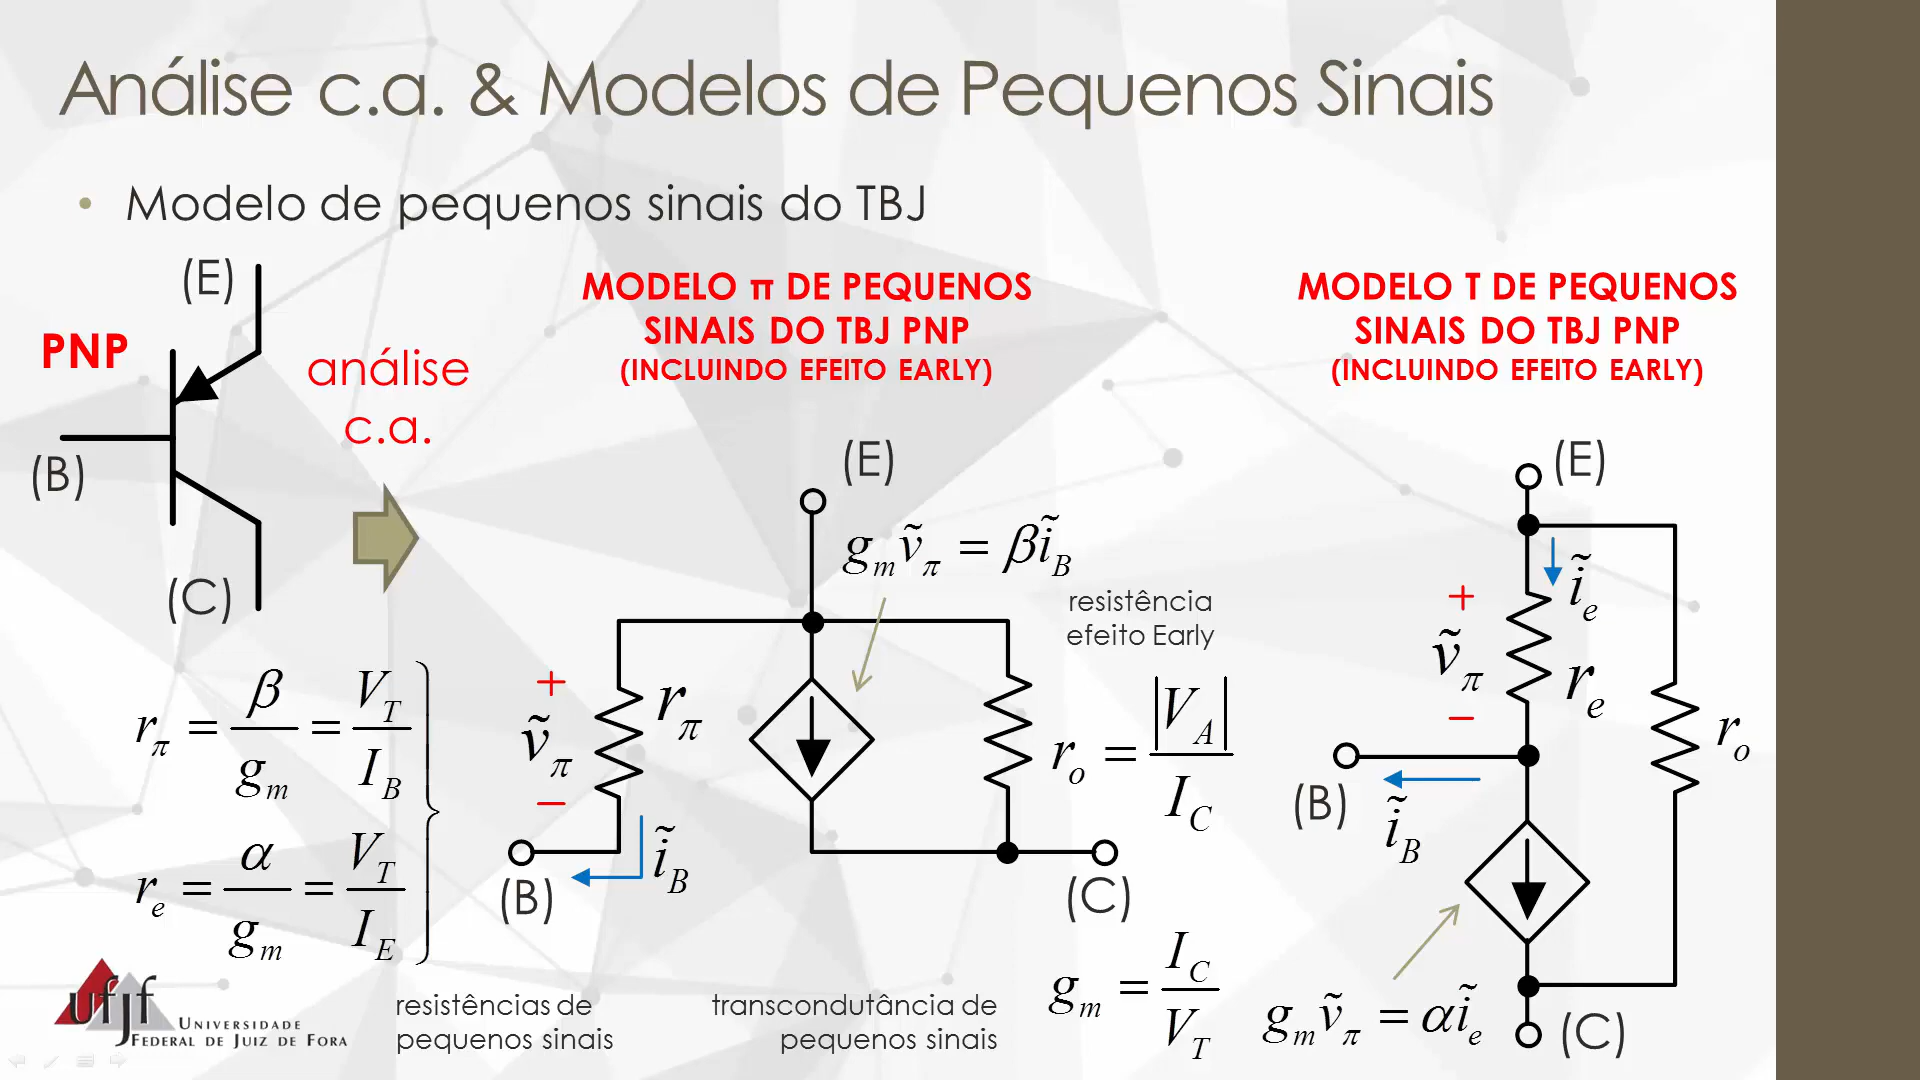 Análise c.a. & Modelos de Pequenos Sinais
• Modelo de pequenos sinais do TBJ
(E)
PNP
(B)
(C)
análise
c.a.
MODELO π DE PEQUENOS
SINAIS DO TBJ PNP
(INCLUINDO EFEITO EARLY)
MODELO T DE PEQUENOS
SINAIS DO TBJ PNP
(INCLUINDO EFEITO EARLY)
r_π = β/g_m = V_T/I_B
r_e = α/g_m = V_T/I_E
resistências de
pequenos sinais
(E)
g_m ṽ_π = β ĩ_B
resistência
efeito Early
+
ṽ_π
−
r_π
r_o = |V_A|/I_C
ĩ_B
(B)
(C)
transcondutância de
pequenos sinais
g_m = I_C/V_T
(E)
ĩ_e
+
ṽ_π
−
r_e
r_o
(B)
ĩ_B
g_m ṽ_π = α ĩ_e
(C)
ufjf
UNIVERSIDADE
FEDERAL DE JUIZ DE FORA